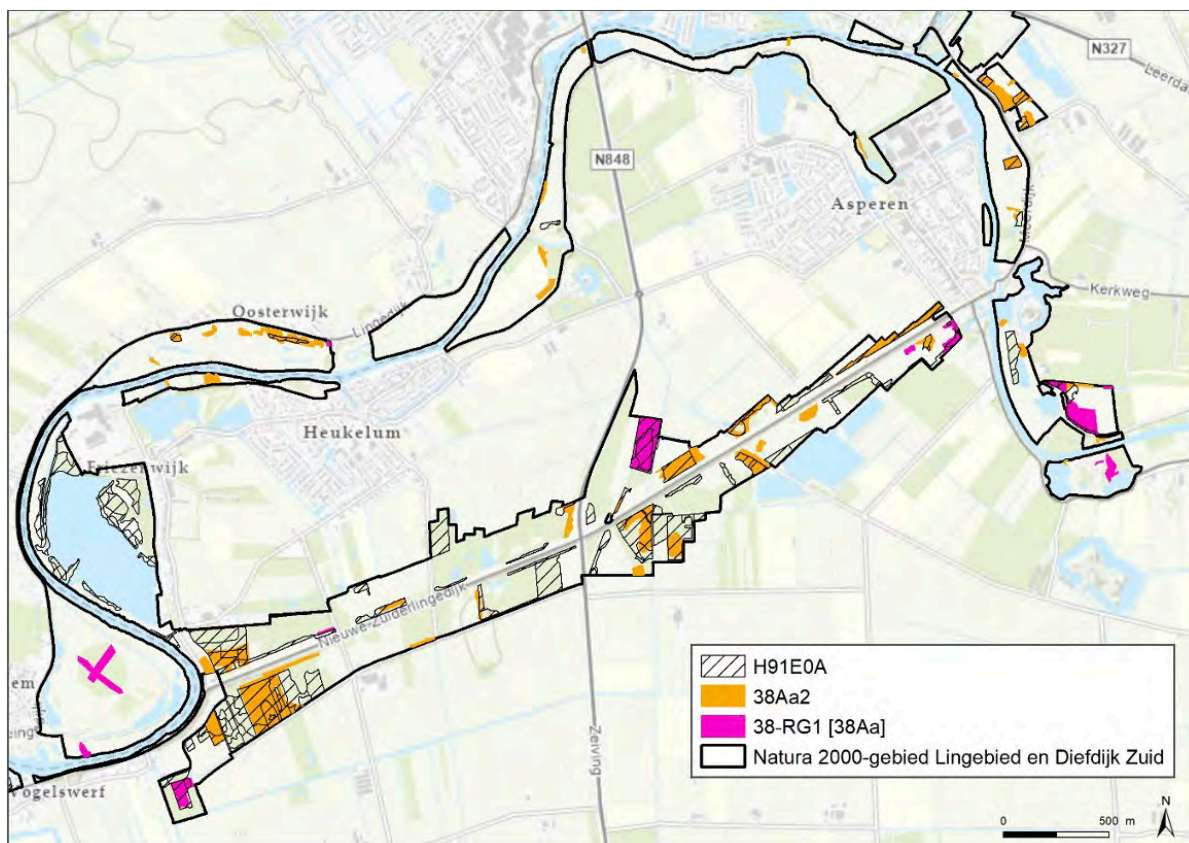 N327
Leerda
N848
Asperen
Kerkweg
Oosterwijk
Lingedijk
Heukelum
Nieuwe-Zuiderlingedijk
em
Vogelswerf
Zeiving
H91E0A
38Aa2
38-RG1 [38Aa]
Natura 2000-gebied Lingebied en Diefdijk Zuid
N
0 500 m